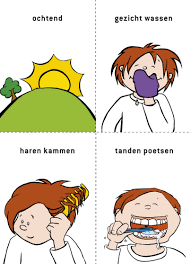 ochtend
gezicht wassen
haren kammen
tanden poetsen